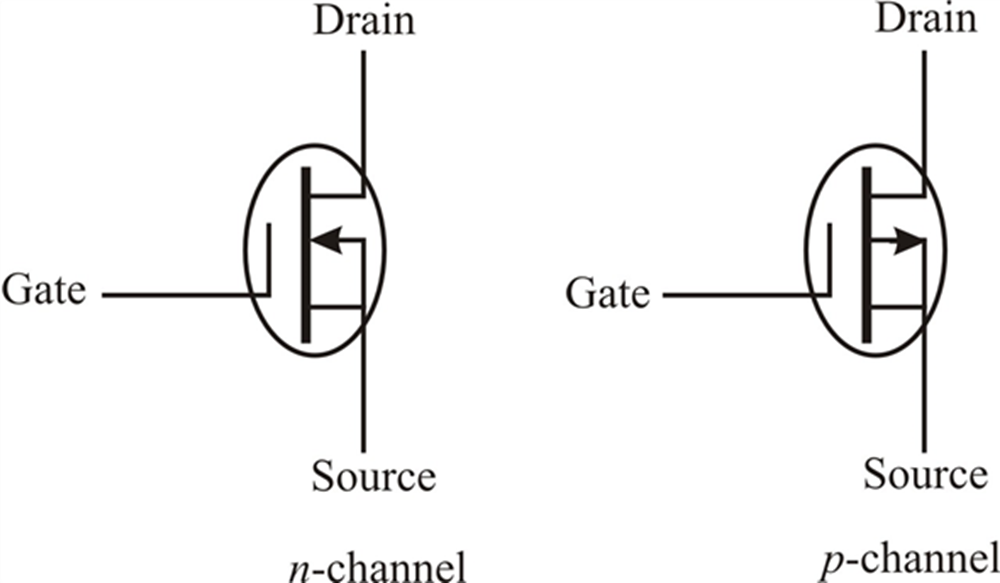 Drain
Gate
Source
n-channel
Drain
Gate
Source
p-channel